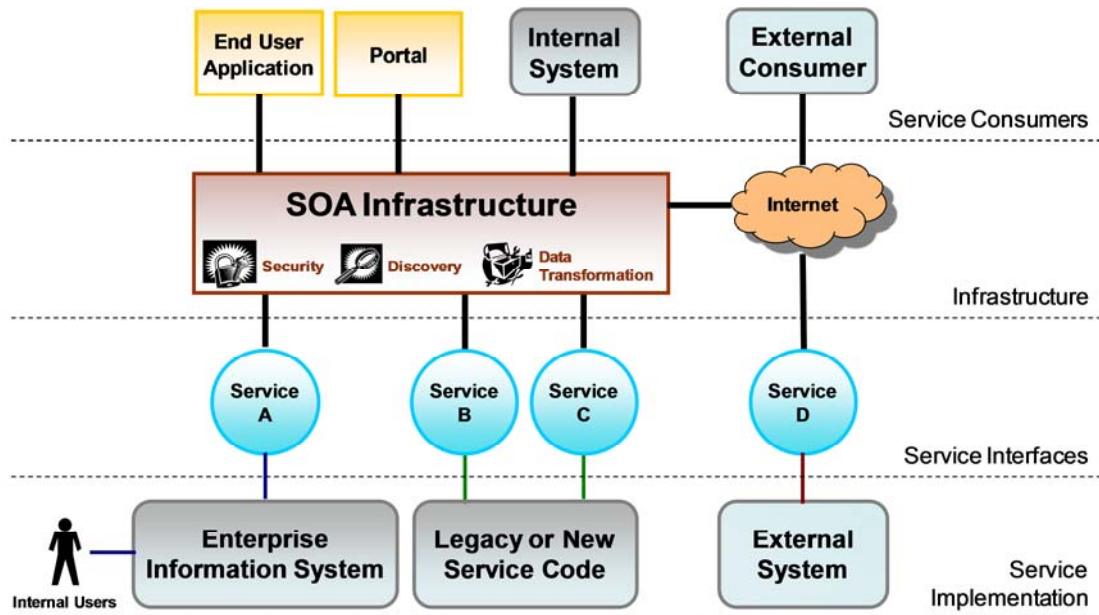 End User
Application
Portal
Internal
System
External
Consumer
Service Consumers
SOA Infrastructure
Internet
Security
Discovery
Data
Transformation
Infrastructure
Service
A
Service
B
Service
C
Service
D
Service Interfaces
Enterprise
Information System
Legacy or New
Service Code
External
System
Internal Users
Service
Implementation